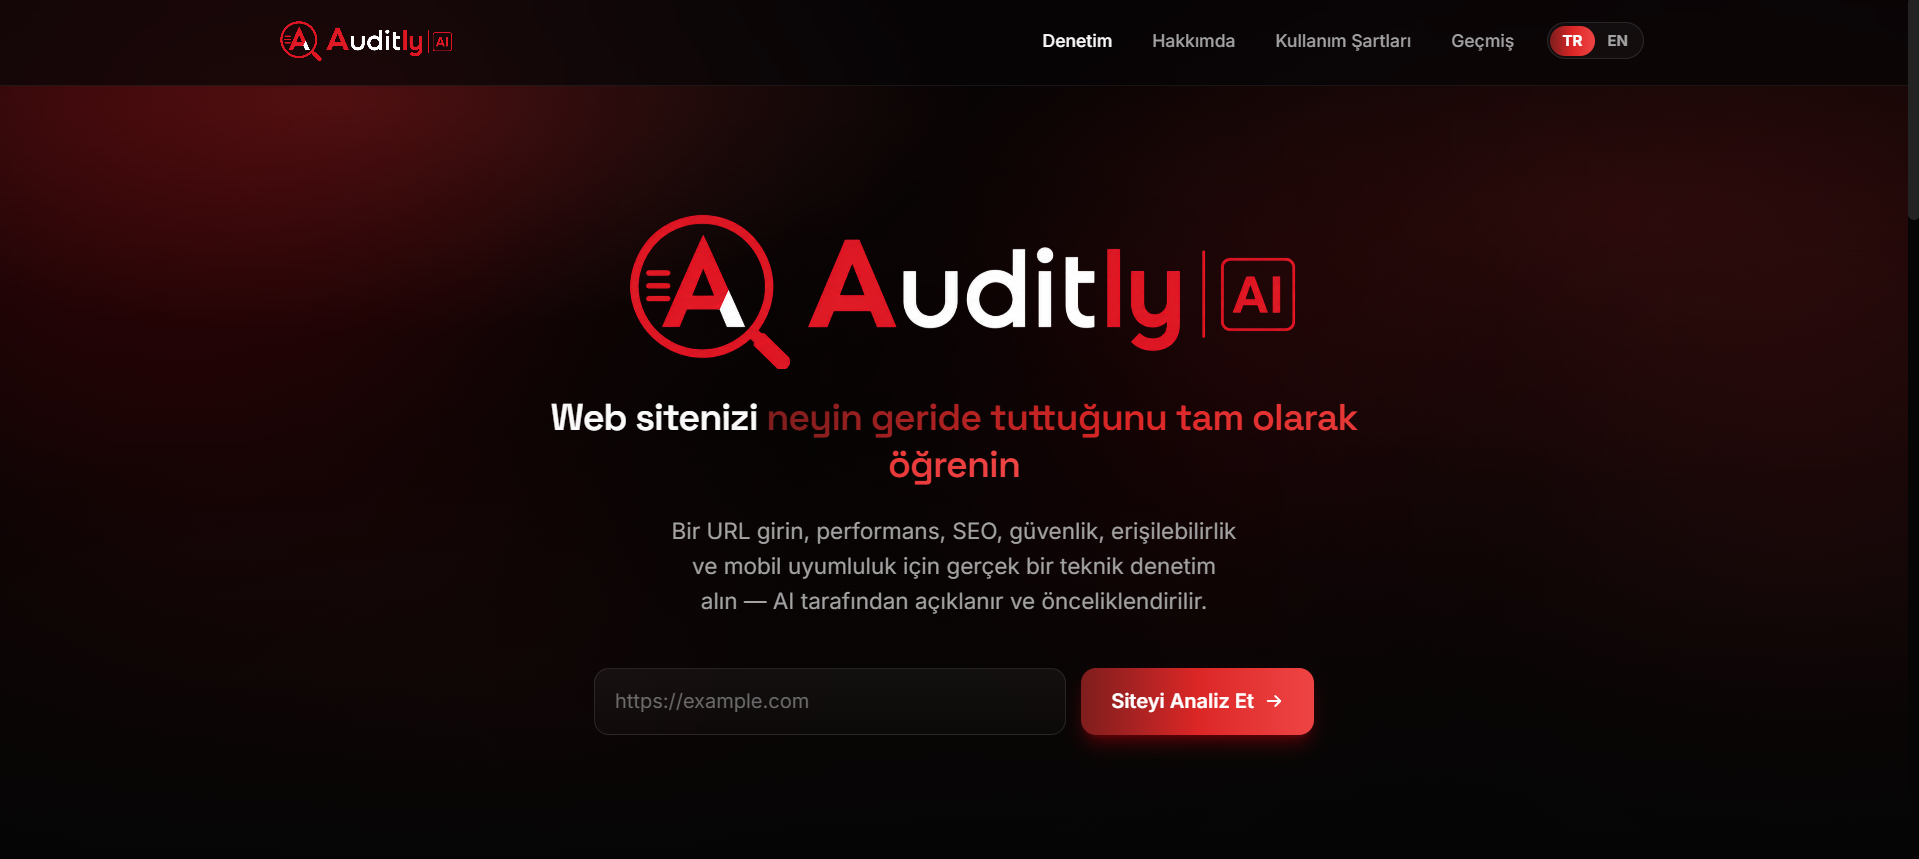 Auditly AI
Denetim
Hakkımda
Kullanım Şartları
Geçmiş
TR
EN
Auditly AI
Web sitenizi neyin geride tuttuğunu tam olarak
öğrenin
Bir URL girin, performans, SEO, güvenlik, erişilebilirlik
ve mobil uyumluluk için gerçek bir teknik denetim
alın — AI tarafından açıklanır ve önceliklendirilir.
https://example.com
Siteyi Analiz Et →